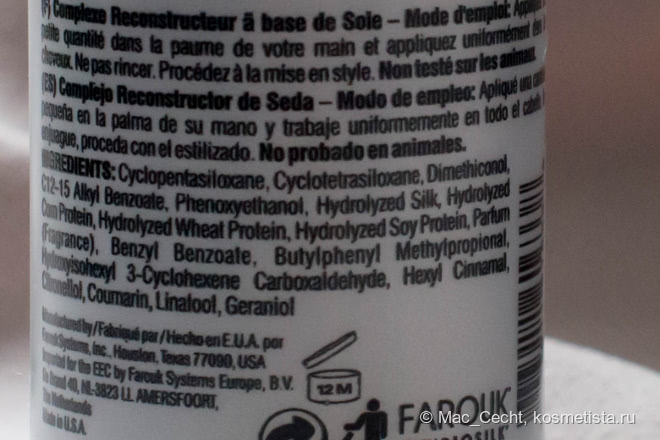 (F) Complexe Reconstructeur à base de Soie – Mode d'emploi: Appliquez
petite quantité dans la paume de votre main et appliquez uniformément
cheveux. Ne pas rincer. Procédez à la mise en style. Non testé sur les animaux.
(ES) Complejo Reconstructor de Seda – Modo de empleo: Aplique una
pequeña en la palma de su mano y trabaje uniformemente en todo el cabello.
enjuague, proceda con el estilizado. No probado en animales.
INGREDIENTS: Cyclopentasiloxane, Cyclotetrasiloxane, Dimethiconol,
C12-15 Alkyl Benzoate, Phenoxyethanol, Hydrolyzed Silk, Hydrolyzed
Corn Protein, Hydrolyzed Wheat Protein, Hydrolyzed Soy Protein, Parfum
(Fragrance), Benzyl Benzoate, Butylphenyl Methylpropional,
Hydroxyisohexyl 3-Cyclohexene Carboxaldehyde, Hexyl Cinnamal,
Citronellol, Coumarin, Linalool, Geraniol
Manufactured by / Fabriqué par / Hecho en E.U.A. por
Farouk Systems, Inc., Houston, Texas 77090, USA
Imported for the EEC by Farouk Systems Europe, B.V.
40, NL-3823 LL AMERSFOORT,
The Netherlands
Made in U.S.A.
12 M
FAROUK
© Mac_Cecht, kosmetista.ru